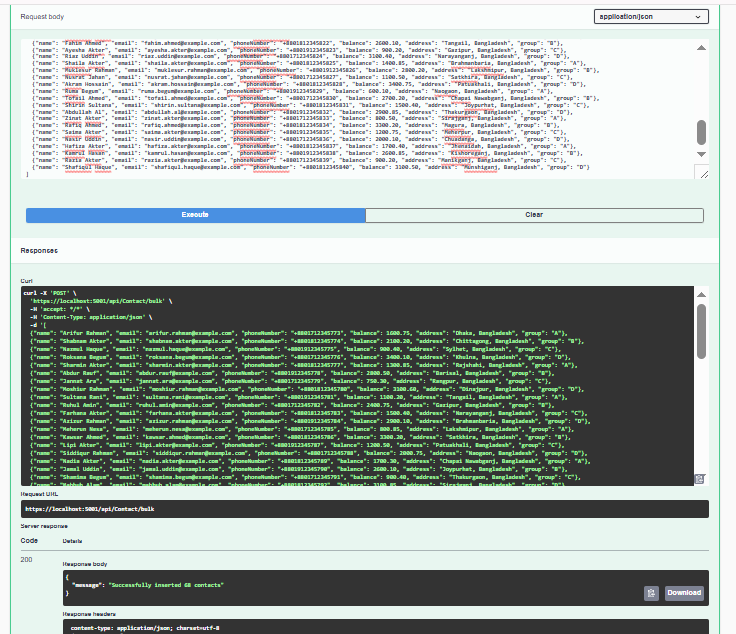 Request body
application/json
{"name": "Fahim Ahmed", "email": "fahim.ahmed@example.com", "phoneNumber": "+8801812345822", "balance": 2600.10, "address": "Tangail, Bangladesh", "group": "B"},
{"name": "Ayesha Akter", "email": "ayesha.akter@example.com", "phoneNumber": "+8801912345823", "balance": 900.20, "address": "Gazipur, Bangladesh", "group": "C"},
{"name": "Riaz Uddin", "email": "riaz.uddin@example.com", "phoneNumber": "+8801712345824", "balance": 3100.40, "address": "Narayanganj, Bangladesh", "group": "D"},
{"name": "Shaila Akter", "email": "shaila.akter@example.com", "phoneNumber": "+8801812345825", "balance": 1400.85, "address": "Brahmanbaria, Bangladesh", "group": "A"},
{"name": "Muklesur Rahman", "email": "mukleusr.rahman@example.com", "phoneNumber": "+8801912345826", "balance": 2800.20, "address": "Lakshmipur, Bangladesh", "group": "B"},
{"name": "Nusrat Jahan", "email": "nusrat.jahan@example.com", "phoneNumber": "+8801712345827", "balance": 1100.50, "address": "Satkhira, Bangladesh", "group": "C"},
{"name": "Akram Hossain", "email": "akram.hossain@example.com", "phoneNumber": "+8801812345828", "balance": 1900.75, "address": "Patuakhali, Bangladesh", "group": "D"},
{"name": "Ruma Begum", "email": "ruma.begum@example.com", "phoneNumber": "+8801912345829", "balance": 600.10, "address": "Naogaon, Bangladesh", "group": "A"},
{"name": "Tofail Ahmed", "email": "tofail.ahmed@example.com", "phoneNumber": "+8801712345830", "balance": 2700.20, "address": "Chapai Nawabganj, Bangladesh", "group": "B"},
{"name": "Shirin Sultana", "email": "shirin.sultana@example.com", "phoneNumber": "+8801812345831", "balance": 1500.40, "address": "Joypurhat, Bangladesh", "group": "C"},
{"name": "Abdullah Al", "email": "abdullah.al@example.com", "phoneNumber": "+8801912345832", "balance": 2900.85, "address": "Thakurgaon, Bangladesh", "group": "D"},
{"name": "Zinat Akter", "email": "zinat.akter@example.com", "phoneNumber": "+8801712345833", "balance": 800.50, "address": "Sirajganj, Bangladesh", "group": "A"},
{"name": "Rafiq Ahmed", "email": "rafiq.ahmed@example.com", "phoneNumber": "+8801812345834", "balance": 3300.20, "address": "Magura, Bangladesh", "group": "B"},
{"name": "Saima Akter", "email": "saima.akter@example.com", "phoneNumber": "+8801912345835", "balance": 1200.75, "address": "Meherpur, Bangladesh", "group": "C"},
{"name": "Nasir Uddin", "email": "nasir.uddin@example.com", "phoneNumber": "+8801712345836", "balance": 2000.10, "address": "Chuadanga, Bangladesh", "group": "D"},
{"name": "Hafiza Akter", "email": "hafiza.akter@example.com", "phoneNumber": "+8801812345837", "balance": 1700.40, "address": "Jhenaidah, Bangladesh", "group": "A"},
{"name": "Kamrul Hasan", "email": "kamrul.hasan@example.com", "phoneNumber": "+8801912345838", "balance": 2600.85, "address": "Kishoreganj, Bangladesh", "group": "B"},
{"name": "Razia Akter", "email": "razia.akter@example.com", "phoneNumber": "+8801712345839", "balance": 900.20, "address": "Manikganj, Bangladesh", "group": "C"},
{"name": "Shafiqul Haque", "email": "shafiqul.haque@example.com", "phoneNumber": "+8801812345840", "balance": 3100.50, "address": "Munshiganj, Bangladesh", "group": "D"}
]
Execute
Clear
Responses
Curl
curl -X 'POST' \
'https://localhost:5001/api/Contact/bulk' \
-H 'accept: */*' \
-H 'Content-Type: application/json' \
-d '[
{"name": "Arifur Rahman", "email": "arifur.rahman@example.com", "phoneNumber": "+8801712345773", "balance": 1600.75, "address": "Dhaka, Bangladesh", "group": "A"},
{"name": "Shabnam Akter", "email": "shabnam.akter@example.com", "phoneNumber": "+8801812345774", "balance": 2100.20, "address": "Chittagong, Bangladesh", "group": "B"},
{"name": "Nazmul Haque", "email": "nazmul.haque@example.com", "phoneNumber": "+8801912345775", "balance": 900.40, "address": "Sylhet, Bangladesh", "group": "C"},
{"name": "Roksana Begum", "email": "roksana.begum@example.com", "phoneNumber": "+8801712345776", "balance": 3400.10, "address": "Khulna, Bangladesh", "group": "D"},
{"name": "Sharmin Akter", "email": "sharmin.akter@example.com", "phoneNumber": "+8801812345777", "balance": 1300.85, "address": "Rajshahi, Bangladesh", "group": "A"},
{"name": "Abdur Rauf", "email": "abdur.rauf@example.com", "phoneNumber": "+8801912345778", "balance": 2800.50, "address": "Barisal, Bangladesh", "group": "B"},
{"name": "Jannat Ara", "email": "jannat.ara@example.com", "phoneNumber": "+8801712345779", "balance": 750.30, "address": "Rangpur, Bangladesh", "group": "C"},
{"name": "Moshiur Rahman", "email": "moshiur.rahman@example.com", "phoneNumber": "+8801812345780", "balance": 3100.60, "address": "Dinajpur, Bangladesh", "group": "D"},
{"name": "Sultana Rani", "email": "sultana.rani@example.com", "phoneNumber": "+8801912345781", "balance": 1100.20, "address": "Tangail, Bangladesh", "group": "A"},
{"name": "Ruhul Amin", "email": "ruhul.amin@example.com", "phoneNumber": "+8801712345782", "balance": 2400.75, "address": "Gazipur, Bangladesh", "group": "B"},
{"name": "Farhana Akter", "email": "farhana.akter@example.com", "phoneNumber": "+8801812345783", "balance": 1500.40, "address": "Narayanganj, Bangladesh", "group": "C"},
{"name": "Azizur Rahman", "email": "azizur.rahman@example.com", "phoneNumber": "+8801912345784", "balance": 2900.10, "address": "Brahmanbaria, Bangladesh", "group": "D"},
{"name": "Meherun Nesa", "email": "meherun.nesa@example.com", "phoneNumber": "+8801712345785", "balance": 800.85, "address": "Lakshmipur, Bangladesh", "group": "A"},
{"name": "Kawsar Ahmed", "email": "kawsar.ahmed@example.com", "phoneNumber": "+8801812345786", "balance": 3300.20, "address": "Satkhira, Bangladesh", "group": "B"},
{"name": "Lipi Akter", "email": "lipi.akter@example.com", "phoneNumber": "+8801912345787", "balance": 1200.50, "address": "Patuakhali, Bangladesh", "group": "C"},
{"name": "Siddiqur Rahman", "email": "siddiqur.rahman@example.com", "phoneNumber": "+8801712345788", "balance": 2000.75, "address": "Naogaon, Bangladesh", "group": "D"},
{"name": "Nadia Akter", "email": "nadia.akter@example.com", "phoneNumber": "+8801812345789", "balance": 1700.30, "address": "Chapai Nawabganj, Bangladesh", "group": "A"},
{"name": "Jamal Uddin", "email": "jamal.uddin@example.com", "phoneNumber": "+8801912345790", "balance": 2600.10, "address": "Joypurhat, Bangladesh", "group": "B"},
{"name": "Shamima Begum", "email": "shamima.begum@example.com", "phoneNumber": "+8801712345791", "balance": 900.40, "address": "Thakurgaon, Bangladesh", "group": "C"},
Request URL
https://localhost:5001/api/Contact/bulk
Server response
Code
Details
200
Response body
{
"message": "Successfully inserted 68 contacts"
}
Download
Response headers
content-type: application/json; charset=utf-8